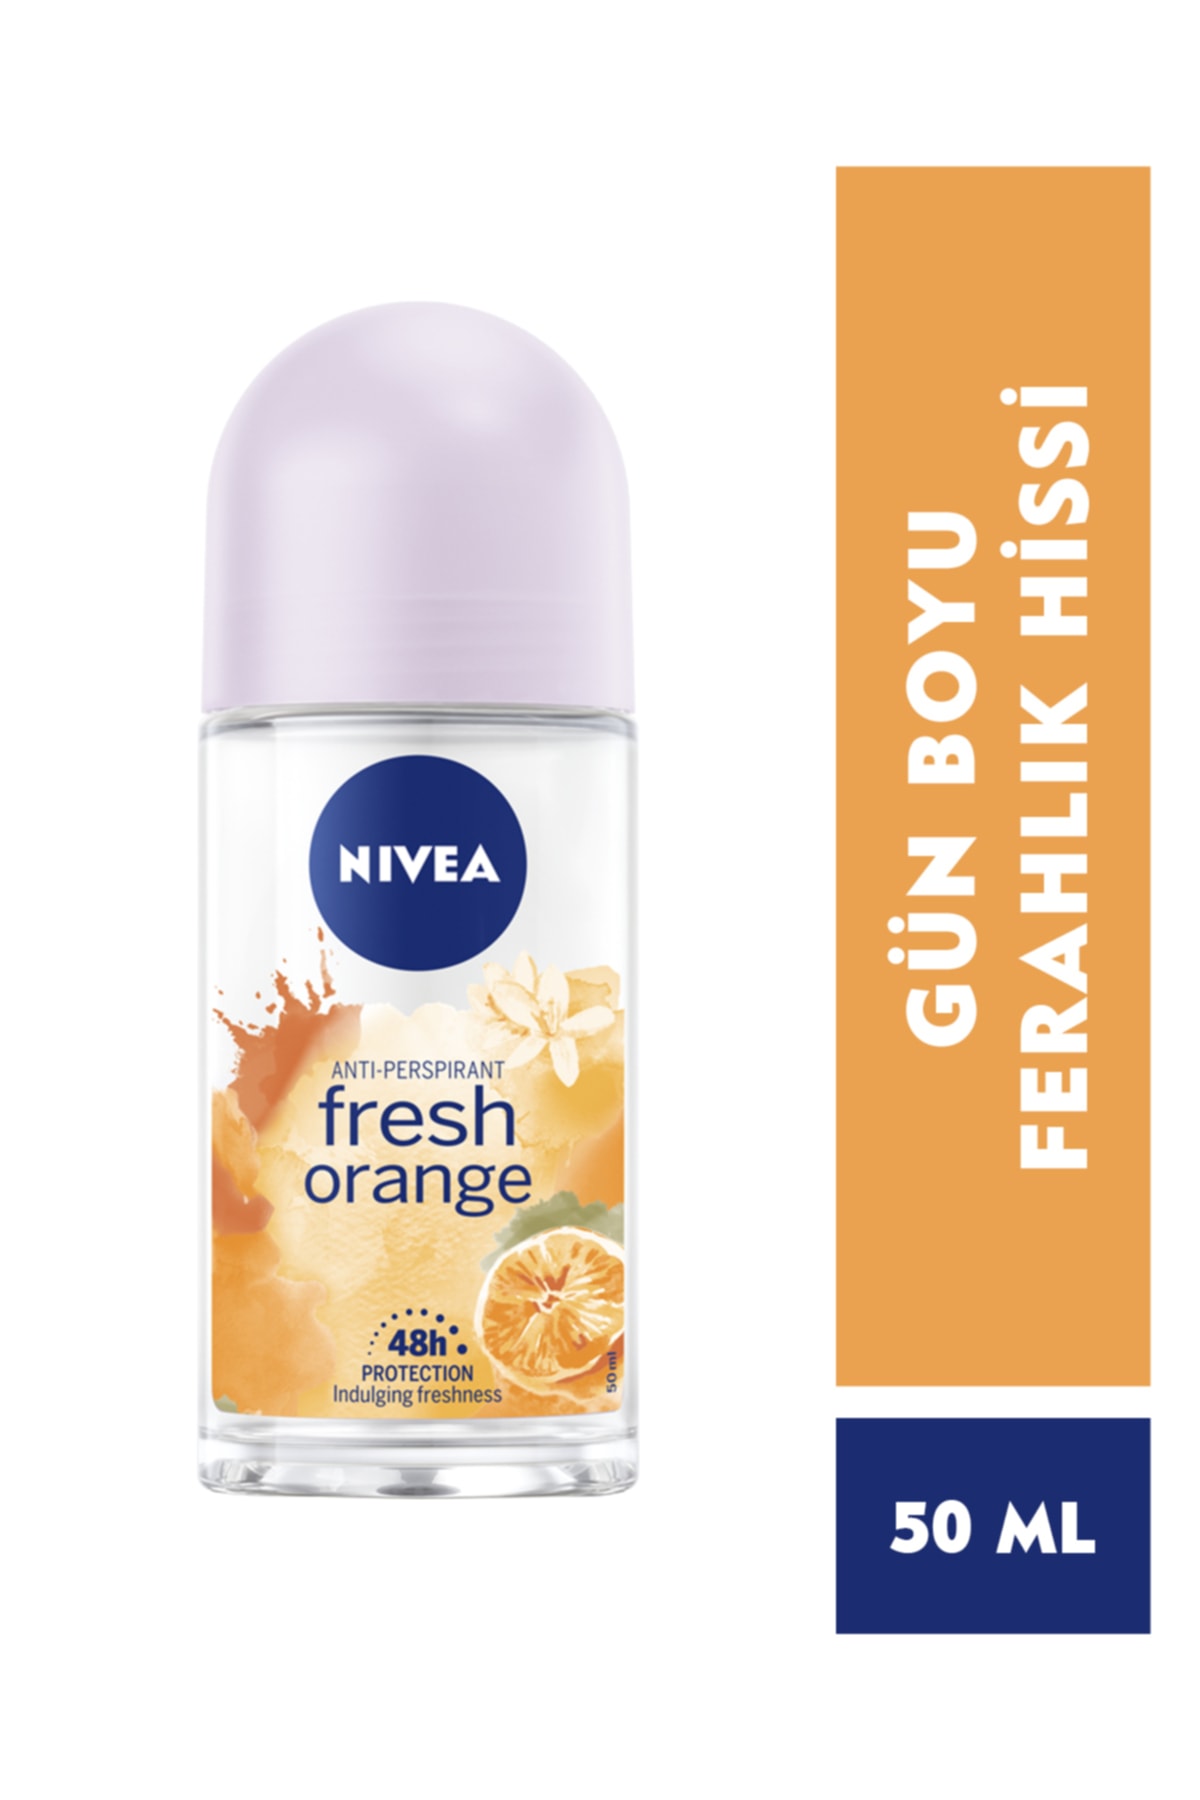 NIVEA
ANTI-PERSPIRANT
fresh
orange
48h
PROTECTION
Indulging freshness
50 ml
GÜN BOYU
FERAHLIK HİSSİ
50 ML